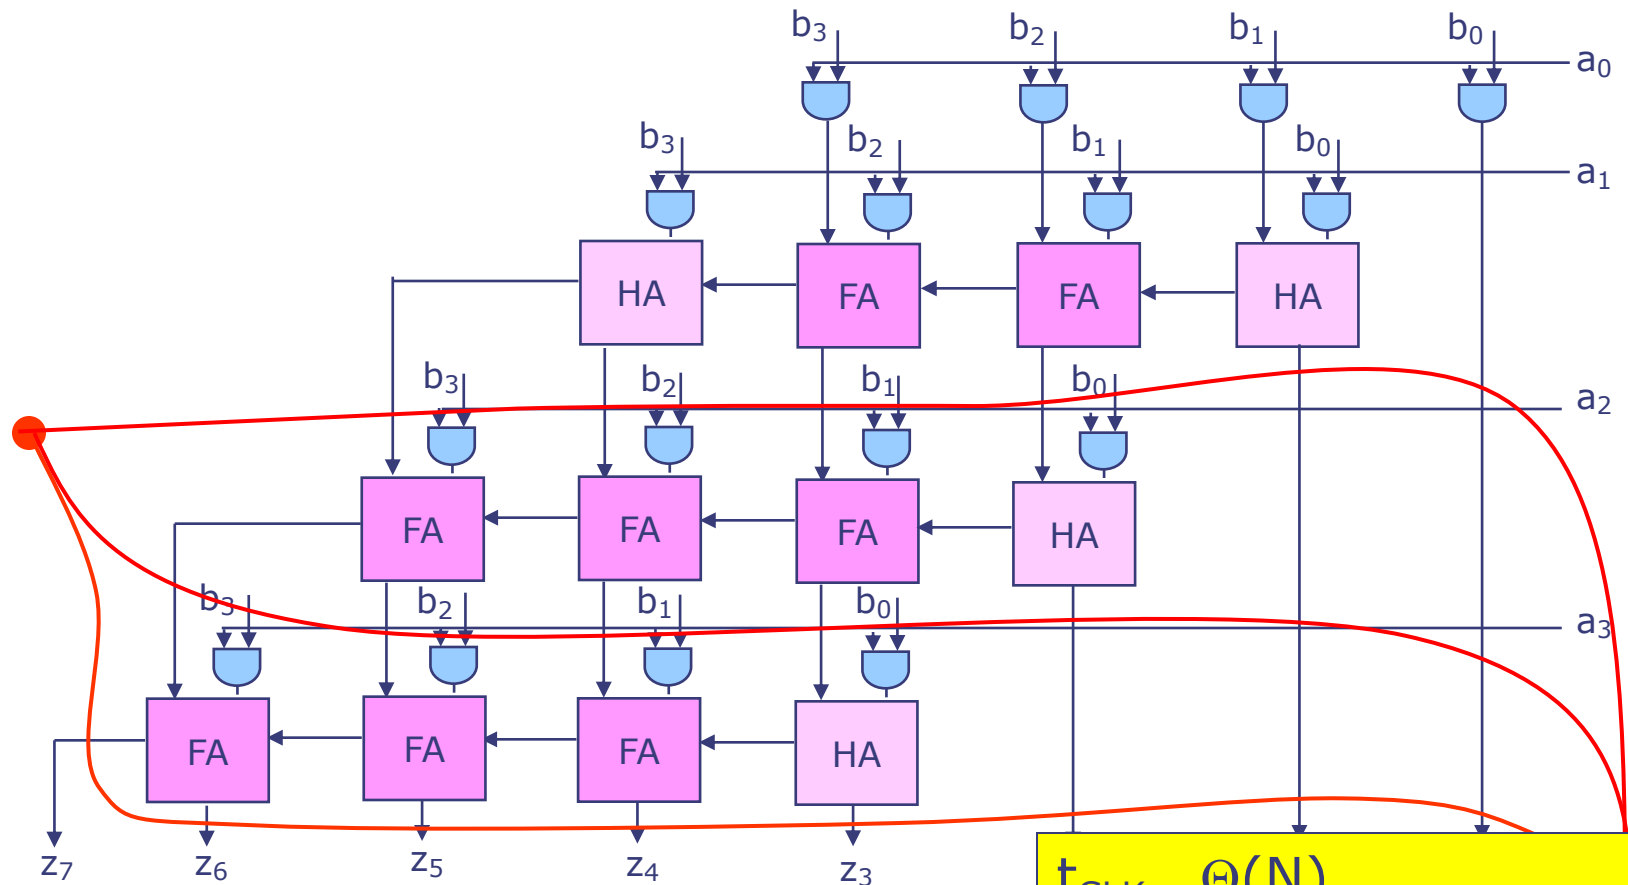 b₃ b₂ b₁ b₀
a₀
b₃ b₂ b₁ b₀
a₁
HA FA FA HA
b₃ b₂ b₁ b₀
a₂
FA FA FA HA
b₃ b₂ b₁ b₀
a₃
FA FA FA HA
z₇ z₆ z₅ z₄ z₃
Θ(N)